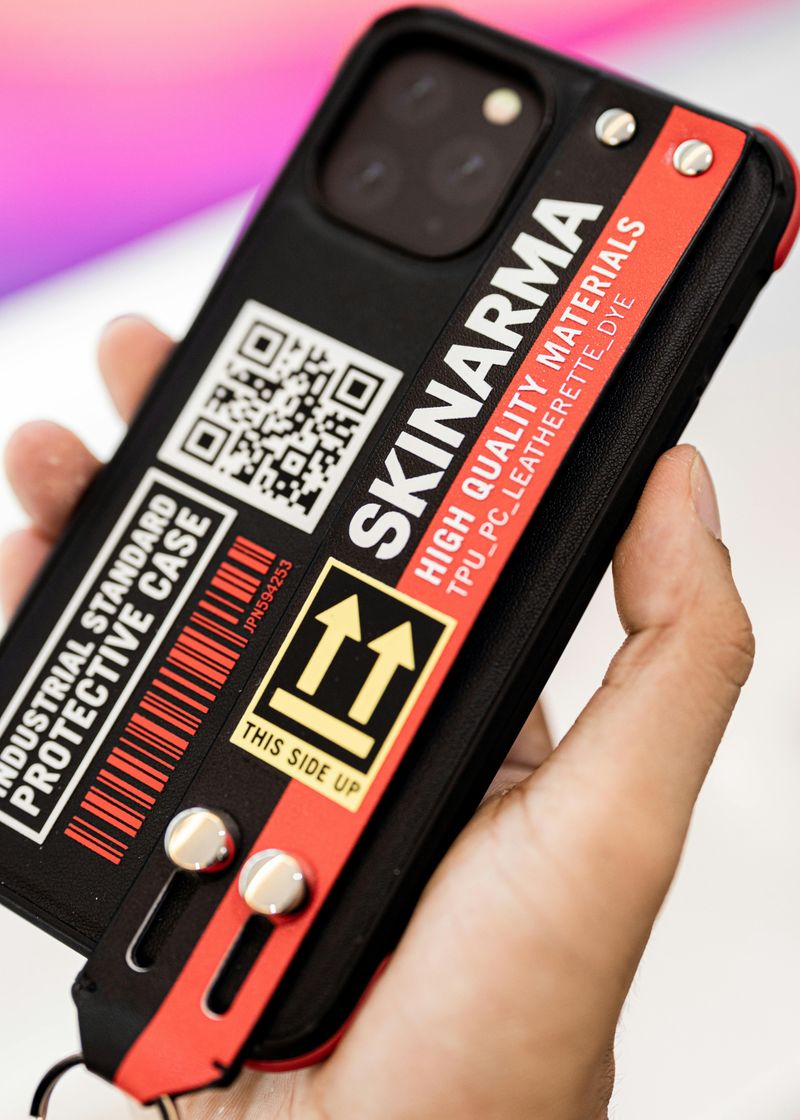 SKINARMA
HIGH QUALITY MATERIALS
TPU_PC_LEATHERETTE_DYE
INDUSTRIAL STANDARD
PROTECTIVE CASE
JPN594253
THIS SIDE UP